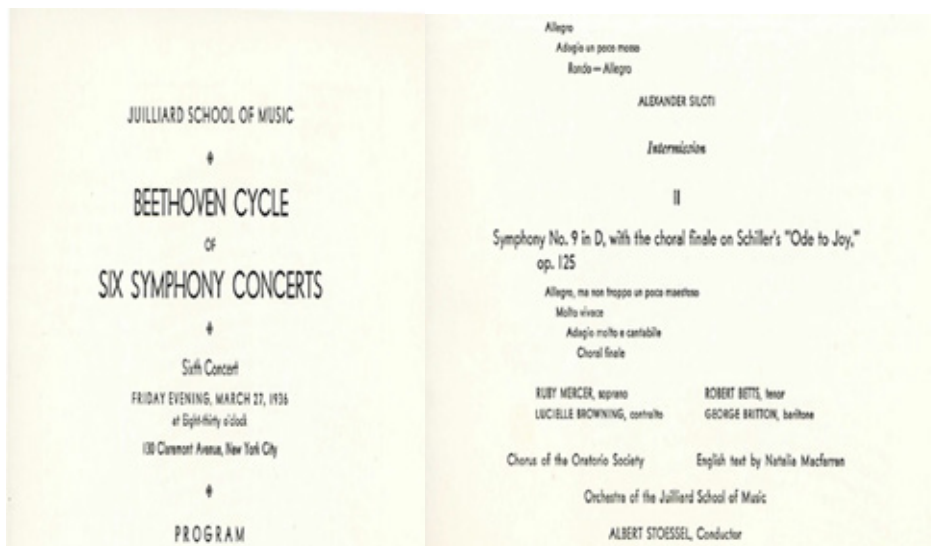 JUILLIARD SCHOOL OF MUSIC
BEETHOVEN CYCLE
OF
SIX SYMPHONY CONCERTS
Sixth Concert
FRIDAY EVENING, MARCH 27, 1936
at Eight-thirty o'clock
130 Claremont Avenue, New York City
PROGRAM
Allegro
Adagio un poco mosso
Rondo—Allegro
ALEXANDER SILOTI
Intermission
II
Symphony No. 9 in D, with the choral finale on Schiller's "Ode to Joy,"
op. 125
Allegro, ma non troppo un poco maestoso
Molto vivace
Adagio molto e cantabile
Choral finale
RUBY MERCER, soprano ROBERT BETTS, tenor
LUCIELLE BROWNING, contralto GEORGE BRITTON, baritone
Chorus of the Oratorio Society English text by Natalia Macfarren
Orchestra of the Juilliard School of Music
ALBERT STOESSEL, Conductor